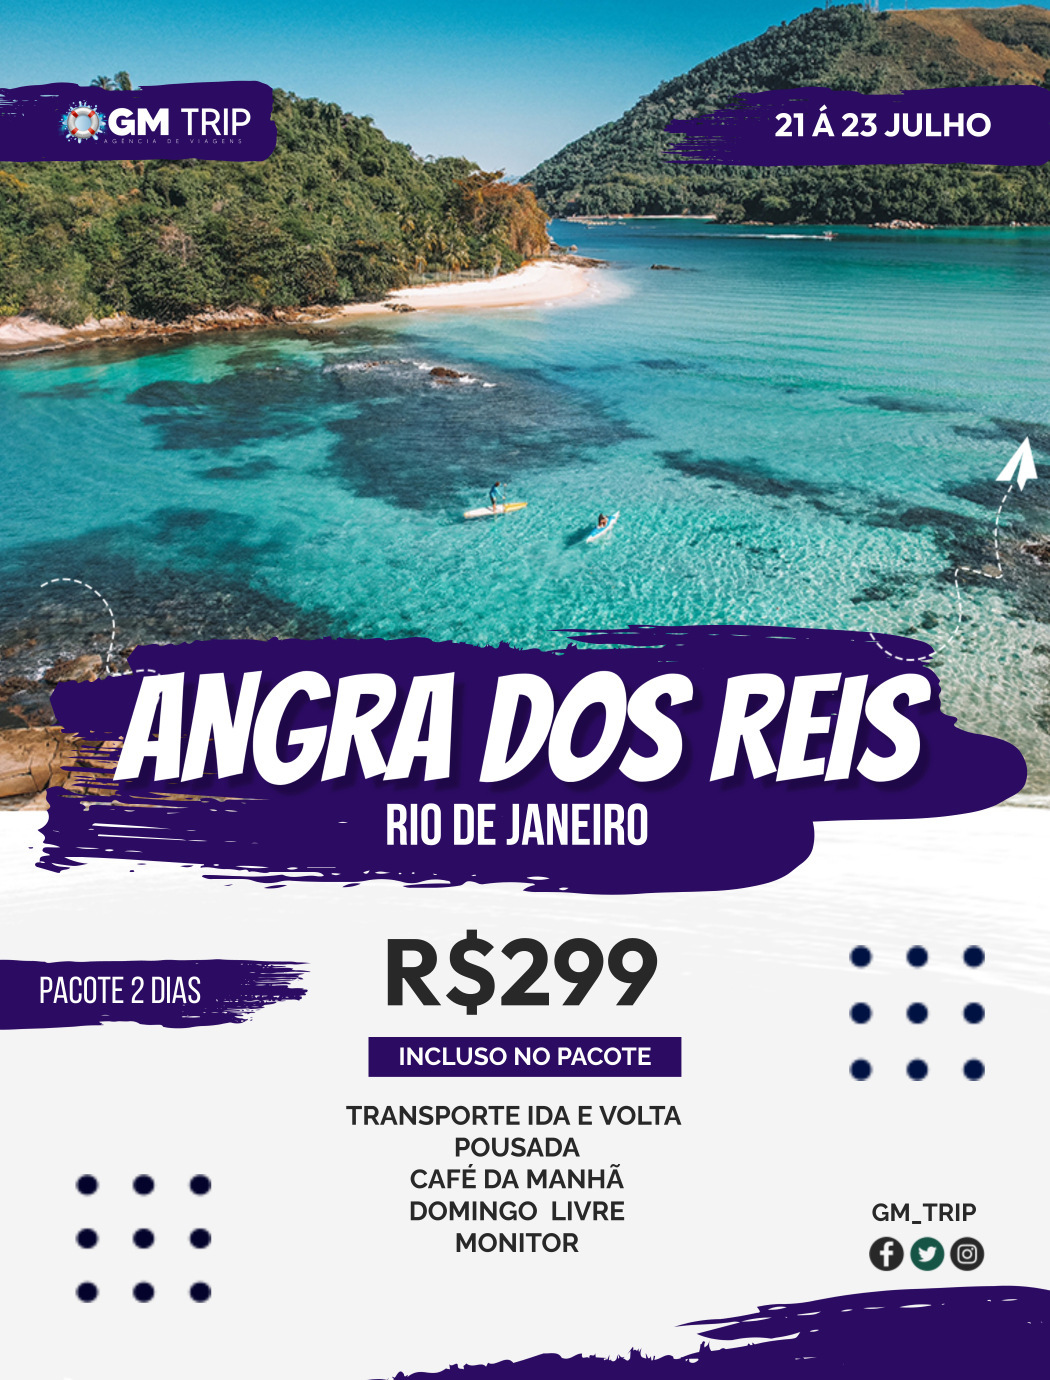 GM TRIP
AGÊNCIA DE VIAGENS
21 Á 23 JULHO
ANGRA DOS REIS
RIO DE JANEIRO
PACOTE 2 DIAS
R$299
INCLUSO NO PACOTE
TRANSPORTE IDA E VOLTA
POUSADA
CAFÉ DA MANHÃ
DOMINGO LIVRE
MONITOR
GM_TRIP